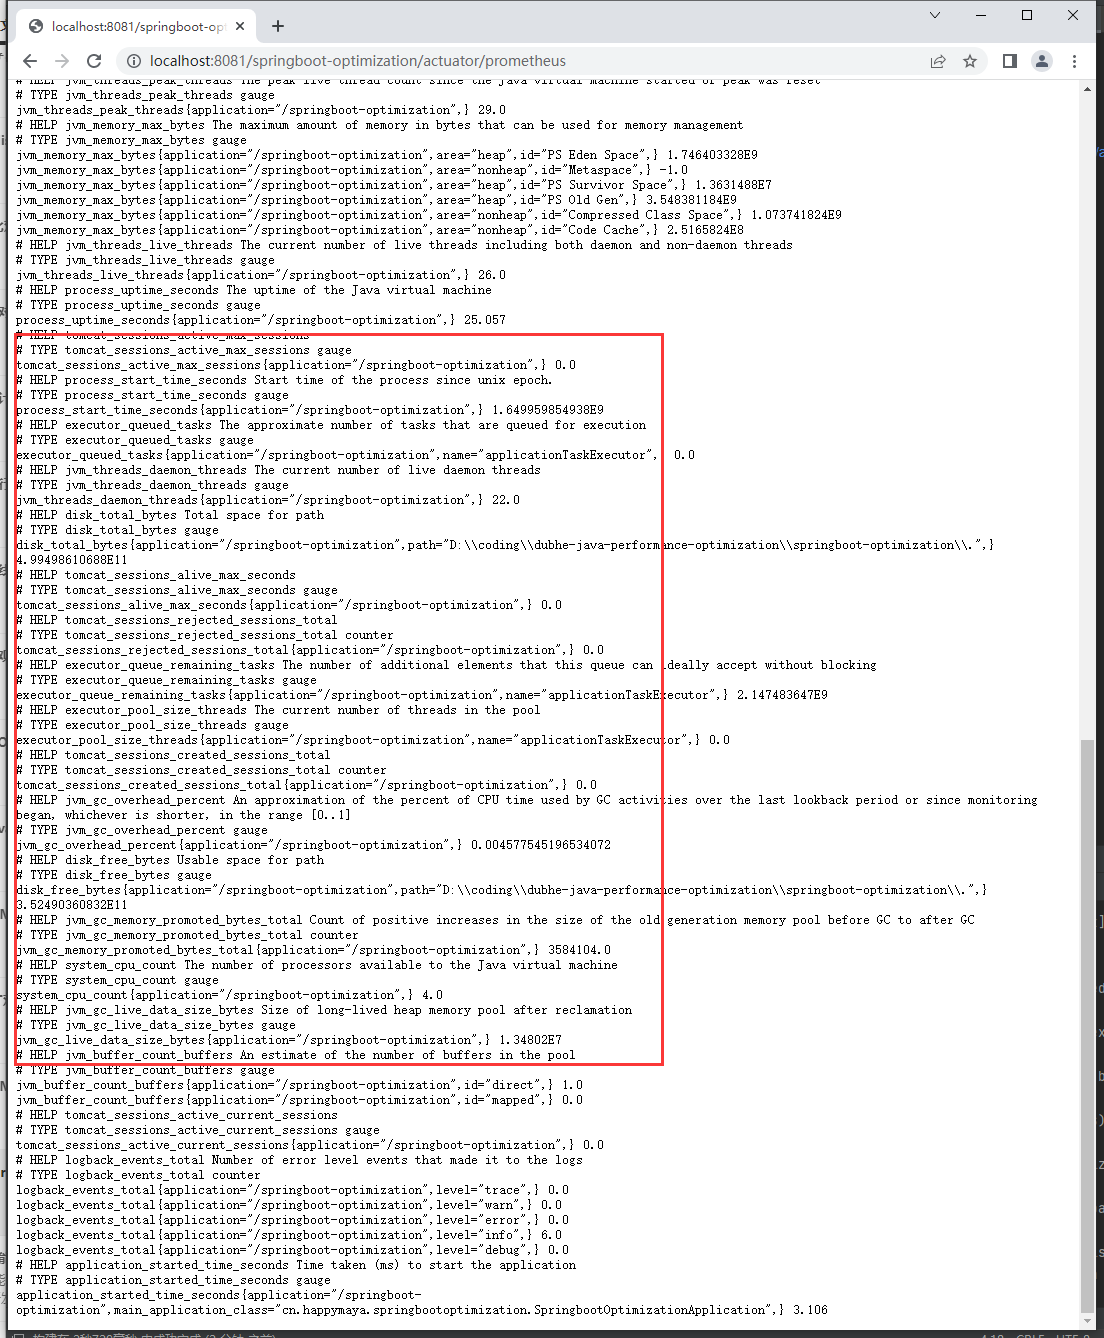 localhost:8081/springboot-op
localhost:8081/springboot-optimization/actuator/prometheus
# HELP jvm_threads_peak_threads The peak live thread count since the Java virtual machine started or peak was reset
# TYPE jvm_threads_peak_threads gauge
jvm_threads_peak_threads{application="/springboot-optimization",} 29.0
# HELP jvm_memory_max_bytes The maximum amount of memory in bytes that can be used for memory management
# TYPE jvm_memory_max_bytes gauge
jvm_memory_max_bytes{application="/springboot-optimization",area="heap",id="PS Eden Space",} 1.746403328E9
jvm_memory_max_bytes{application="/springboot-optimization",area="nonheap",id="Metaspace",} -1.0
jvm_memory_max_bytes{application="/springboot-optimization",area="heap",id="PS Survivor Space",} 1.3631488E7
jvm_memory_max_bytes{application="/springboot-optimization",area="heap",id="PS Old Gen",} 3.548381184E9
jvm_memory_max_bytes{application="/springboot-optimization",area="nonheap",id="Compressed Class Space",} 1.073741824E9
jvm_memory_max_bytes{application="/springboot-optimization",area="nonheap",id="Code Cache",} 2.5165824E8
# HELP jvm_threads_live_threads The current number of live threads including both daemon and non-daemon threads
# TYPE jvm_threads_live_threads gauge
jvm_threads_live_threads{application="/springboot-optimization",} 26.0
# HELP process_uptime_seconds The uptime of the Java virtual machine
# TYPE process_uptime_seconds gauge
process_uptime_seconds{application="/springboot-optimization",} 25.057
# HELP tomcat_sessions_active_max_sessions
# TYPE tomcat_sessions_active_max_sessions gauge
tomcat_sessions_active_max_sessions{application="/springboot-optimization",} 0.0
# HELP process_start_time_seconds Start time of the process since unix epoch.
# TYPE process_start_time_seconds gauge
process_start_time_seconds{application="/springboot-optimization",} 1.649959854938E9
# HELP executor_queued_tasks The approximate number of tasks that are queued for execution
# TYPE executor_queued_tasks gauge
executor_queued_tasks{application="/springboot-optimization",name="applicationTaskExecutor", 0.0
# HELP jvm_threads_daemon_threads The current number of live daemon threads
# TYPE jvm_threads_daemon_threads gauge
jvm_threads_daemon_threads{application="/springboot-optimization",} 22.0
# HELP disk_total_bytes Total space for path
# TYPE disk_total_bytes gauge
disk_total_bytes{application="/springboot-optimization",path="D:\\coding\\dubhe-java-performance-optimization\\springboot-optimization\\.",}
4.99498610688E11
# HELP tomcat_sessions_alive_max_seconds
# TYPE tomcat_sessions_alive_max_seconds gauge
tomcat_sessions_alive_max_seconds{application="/springboot-optimization",} 0.0
# HELP tomcat_sessions_rejected_sessions_total
# TYPE tomcat_sessions_rejected_sessions_total counter
tomcat_sessions_rejected_sessions_total{application="/springboot-optimization",} 0.0
# HELP executor_queue_remaining_tasks The number of additional elements that this queue can ideally accept without blocking
# TYPE executor_queue_remaining_tasks gauge
executor_queue_remaining_tasks{application="/springboot-optimization",name="applicationTaskExecutor",} 2.147483647E9
# HELP executor_pool_size_threads The current number of threads in the pool
# TYPE executor_pool_size_threads gauge
executor_pool_size_threads{application="/springboot-optimization",name="applicationTaskExecutor",} 0.0
# HELP tomcat_sessions_created_sessions_total
# TYPE tomcat_sessions_created_sessions_total counter
tomcat_sessions_created_sessions_total{application="/springboot-optimization",} 0.0
# HELP jvm_gc_overhead_percent An approximation of the percent of CPU time used by GC activities over the last lookback period or since monitoring
began, whichever is shorter, in the range [0..1]
# TYPE jvm_gc_overhead_percent gauge
jvm_gc_overhead_percent{application="/springboot-optimization",} 0.004577545196534072
# HELP disk_free_bytes Usable space for path
# TYPE disk_free_bytes gauge
disk_free_bytes{application="/springboot-optimization",path="D:\\coding\\dubhe-java-performance-optimization\\springboot-optimization\\.",}
3.52490360832E11
# HELP jvm_gc_memory_promoted_bytes_total Count of positive increases in the size of the old generation memory pool before GC to after GC
# TYPE jvm_gc_memory_promoted_bytes_total counter
jvm_gc_memory_promoted_bytes_total{application="/springboot-optimization",} 3584104.0
# HELP system_cpu_count The number of processors available to the Java virtual machine
# TYPE system_cpu_count gauge
system_cpu_count{application="/springboot-optimization",} 4.0
# HELP jvm_gc_live_data_size_bytes Size of long-lived heap memory pool after reclamation
# TYPE jvm_gc_live_data_size_bytes gauge
jvm_gc_live_data_size_bytes{application="/springboot-optimization",} 1.34802E7
# HELP jvm_buffer_count_buffers An estimate of the number of buffers in the pool
# TYPE jvm_buffer_count_buffers gauge
jvm_buffer_count_buffers{application="/springboot-optimization",id="direct",} 1.0
jvm_buffer_count_buffers{application="/springboot-optimization",id="mapped",} 0.0
# HELP tomcat_sessions_active_current_sessions
# TYPE tomcat_sessions_active_current_sessions gauge
tomcat_sessions_active_current_sessions{application="/springboot-optimization",} 0.0
# HELP logback_events_total Number of error level events that made it to the logs
# TYPE logback_events_total counter
logback_events_total{application="/springboot-optimization",level="trace",} 0.0
logback_events_total{application="/springboot-optimization",level="warn",} 0.0
logback_events_total{application="/springboot-optimization",level="error",} 0.0
logback_events_total{application="/springboot-optimization",level="info",} 6.0
logback_events_total{application="/springboot-optimization",level="debug",} 0.0
# HELP application_started_time_seconds Time taken (ms) to start the application
# TYPE application_started_time_seconds gauge
application_started_time_seconds{application="/springboot-
optimization",main_application_class="cn.happymaya.springbootoptimization.SpringbootOptimizationApplication",} 3.106